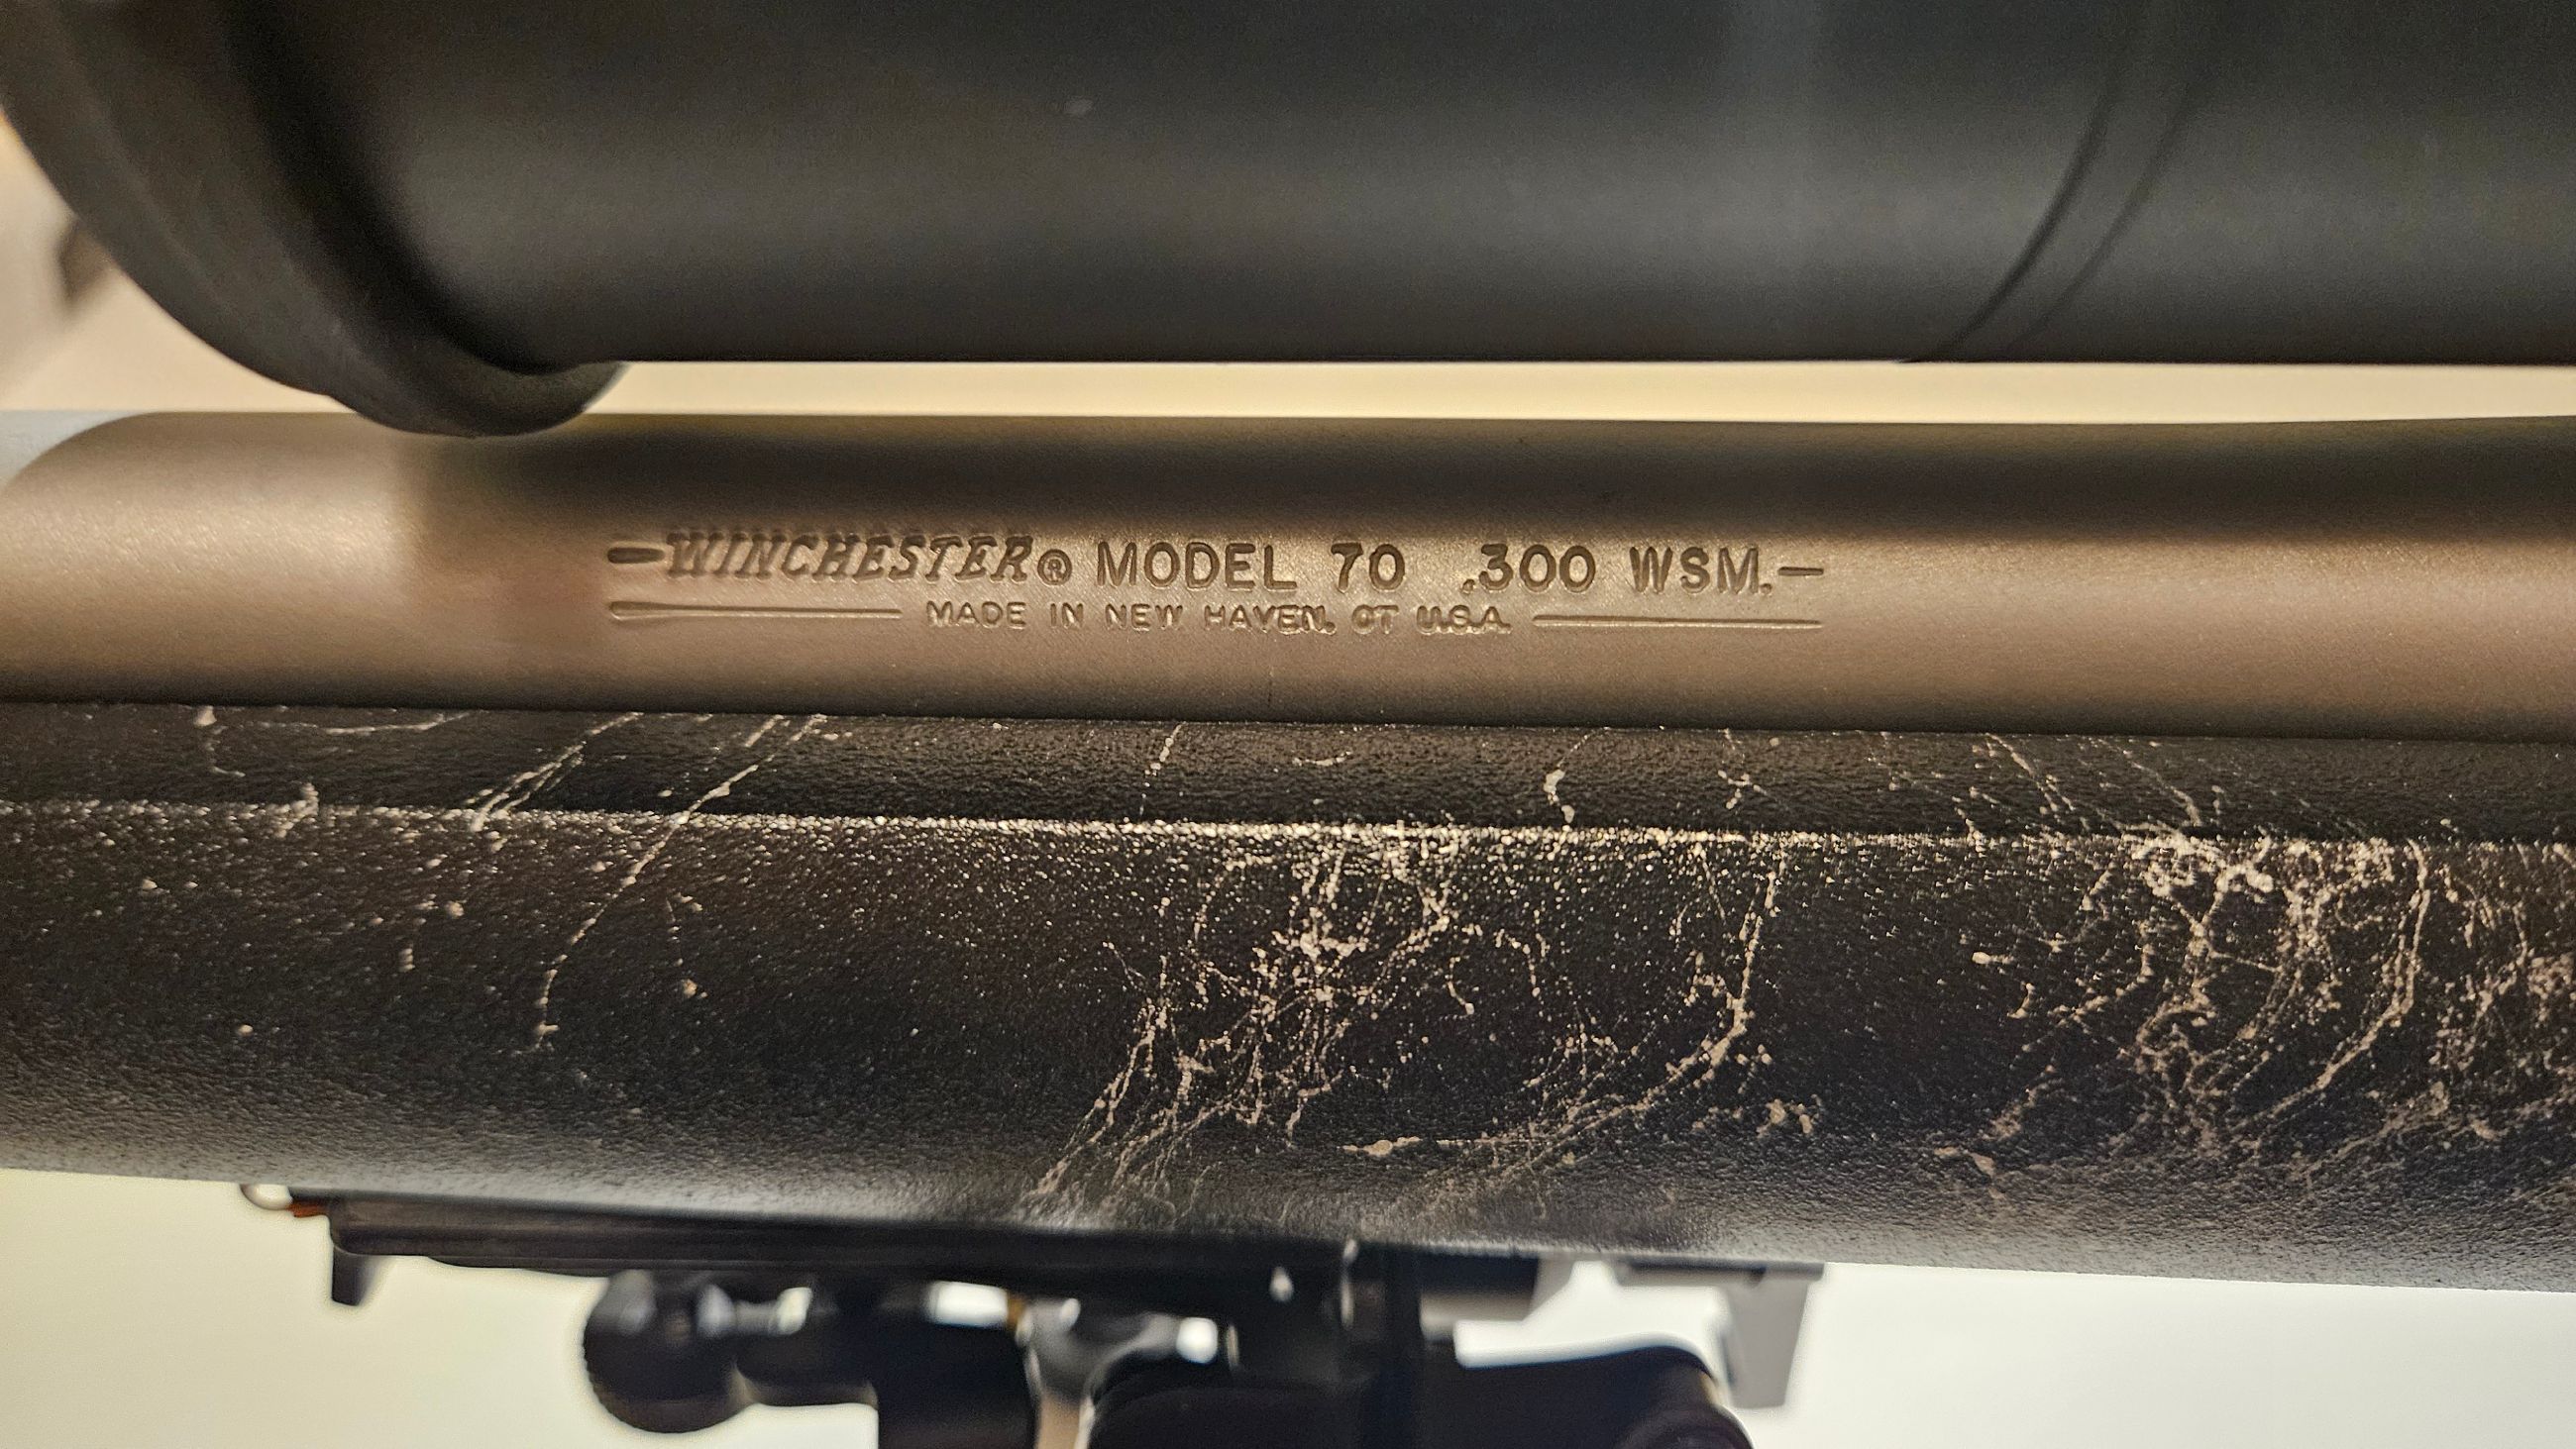 WINCHESTER® MODEL 70 .300 WSM.
MADE IN NEW HAVEN, CT U.S.A.